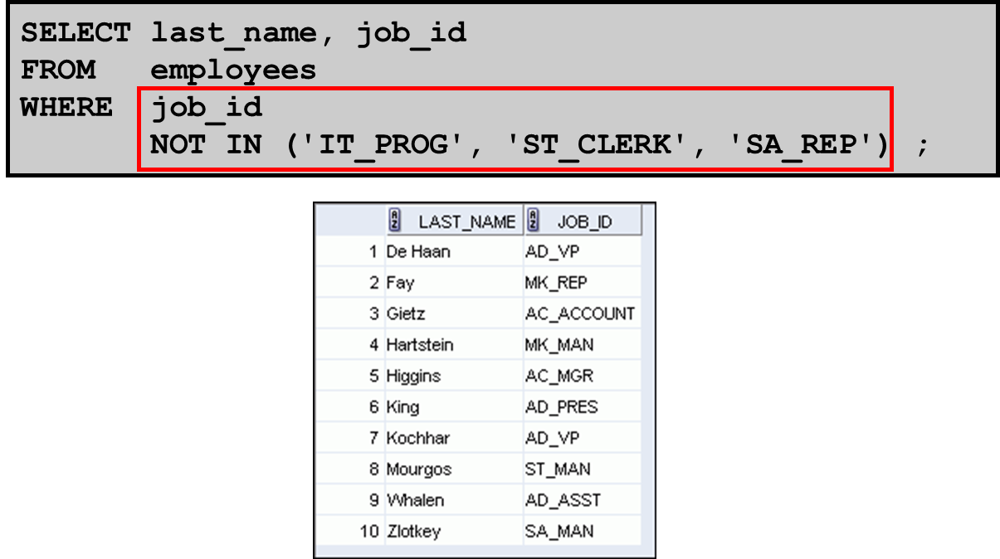 SELECT last_name, job_id
FROM employees
WHERE job_id
NOT IN ('IT_PROG', 'ST_CLERK', 'SA_REP') ;
LAST_NAME JOB_ID
1 De Haan AD_VP
2 Fay MK_REP
3 Gietz AC_ACCOUNT
4 Hartstein MK_MAN
5 Higgins AC_MGR
6 King AD_PRES
7 Kochhar AD_VP
8 Mourgos ST_MAN
9 Whalen AD_ASST
10 Zlotkey SA_MAN